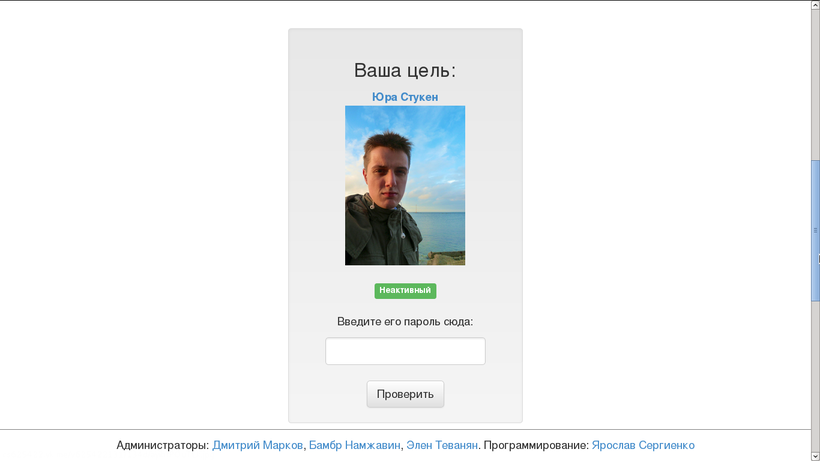 Ваша цель:
Юра Стукен
Неактивный
Введите его пароль сюда:
Проверить
Администраторы: Дмитрий Марков, Бамбр Намжавин, Элен Теванян. Программирование: Ярослав Сергиенко